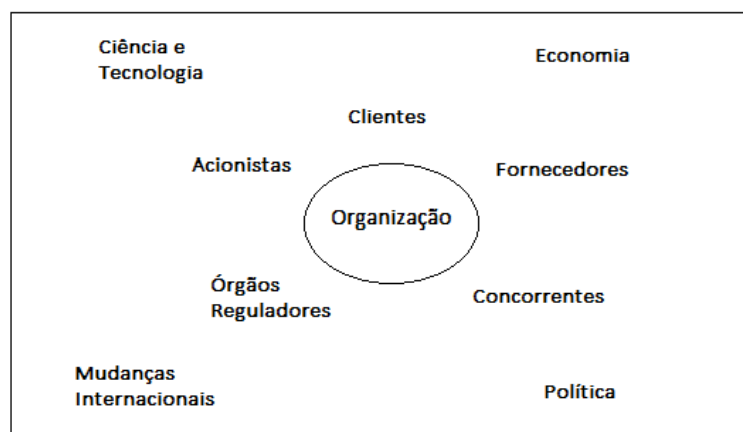 Ciência e
Tecnologia
Economia
Clientes
Acionistas
Fornecedores
Organização
Órgãos
Reguladores
Concorrentes
Mudanças
Internacionais
Política